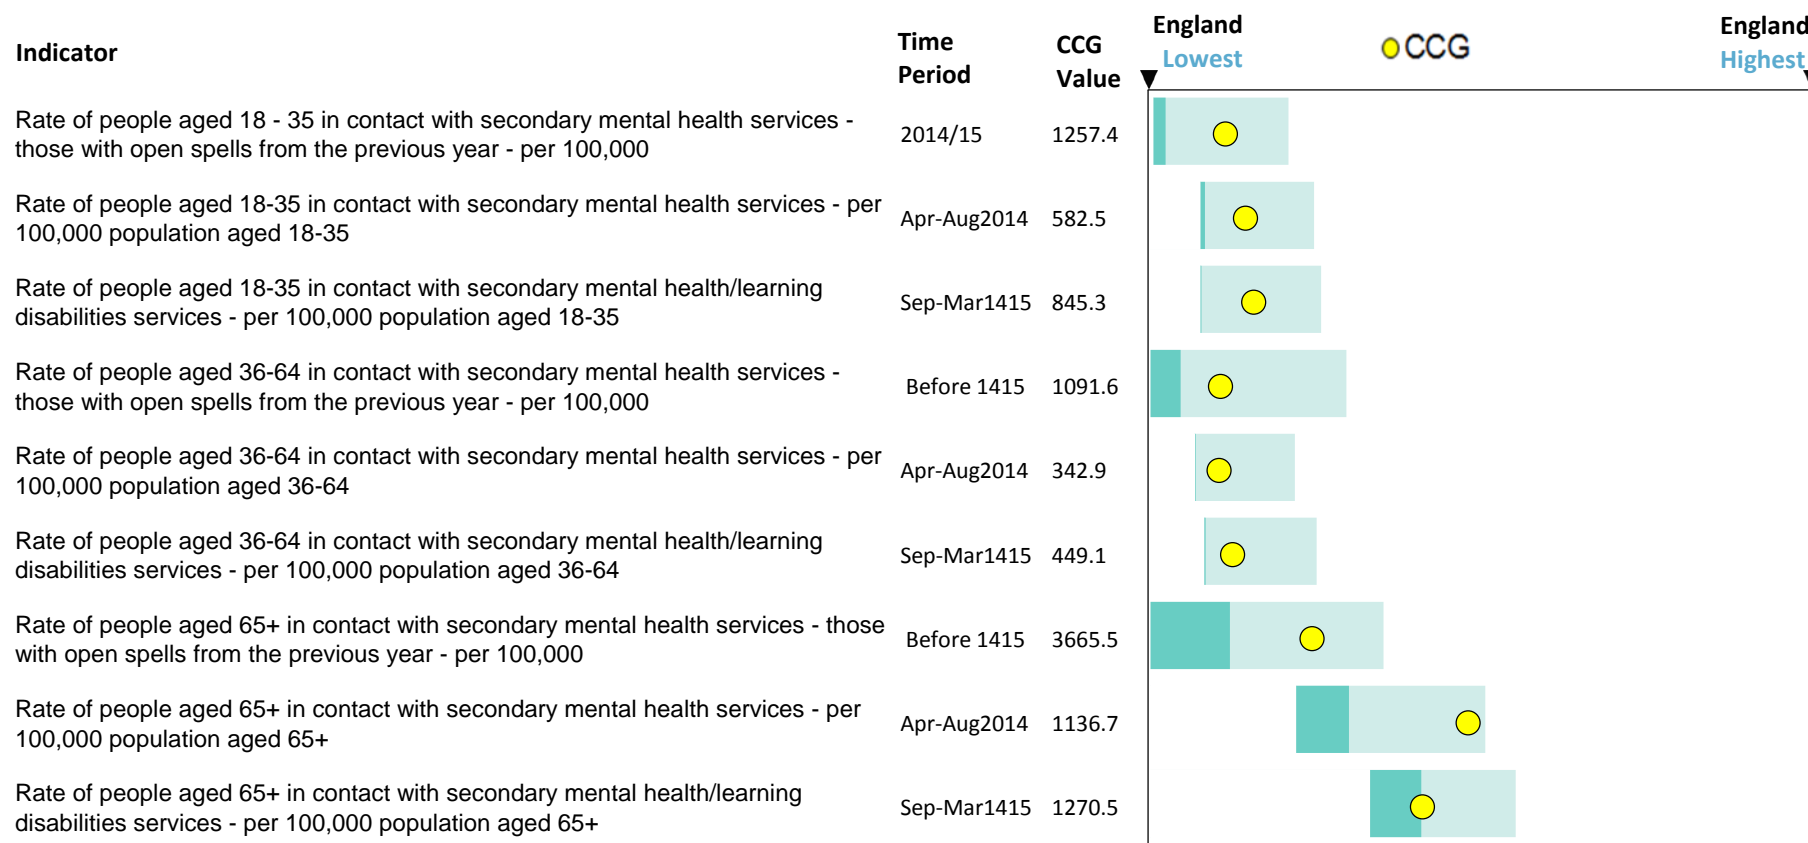 Indicator
Time
Period
CCG
Value
England
Lowest
CCG
England
Highest
Rate of people aged 18 - 35 in contact with secondary mental health services -
those with open spells from the previous year - per 100,000
2014/15
1257.4
Rate of people aged 18-35 in contact with secondary mental health services - per
100,000 population aged 18-35
Apr-Aug2014
582.5
Rate of people aged 18-35 in contact with secondary mental health/learning
disabilities services - per 100,000 population aged 18-35
Sep-Mar1415
845.3
Rate of people aged 36-64 in contact with secondary mental health services -
those with open spells from the previous year - per 100,000
Before 1415
1091.6
Rate of people aged 36-64 in contact with secondary mental health services - per
100,000 population aged 36-64
Apr-Aug2014
342.9
Rate of people aged 36-64 in contact with secondary mental health/learning
disabilities services - per 100,000 population aged 36-64
Sep-Mar1415
449.1
Rate of people aged 65+ in contact with secondary mental health services - those
with open spells from the previous year - per 100,000
Before 1415
3665.5
Rate of people aged 65+ in contact with secondary mental health services - per
100,000 population aged 65+
Apr-Aug2014
1136.7
Rate of people aged 65+ in contact with secondary mental health/learning
disabilities services - per 100,000 population aged 65+
Sep-Mar1415
1270.5